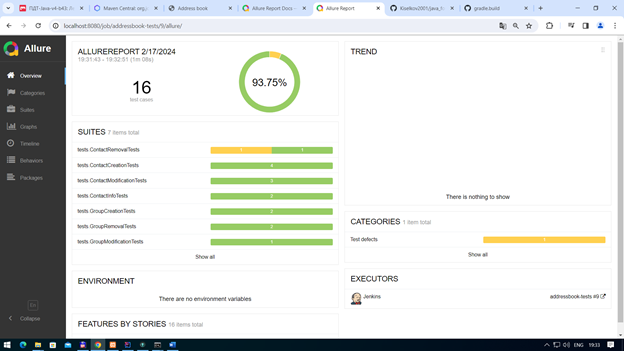 ПДТ-Java-v4-b43:
Maven Central: org.
Address book
Allure Report Docs –
Allure Report
Kiselkov2001/java_
gradle.build
localhost:8080/job/addressbook-tests/9/allure/
Allure
Overview
Categories
Suites
Graphs
Timeline
Behaviors
Packages
En
Collapse
ALLUREREPORT 2/17/2024
19:31:43 - 19:32:51 (1m 08s)
16
test cases
93.75%
SUITES 7 items total
tests.ContactRemovalTests 1 1
tests.ContactCreationTests 4
tests.ContactModificationTests 3
tests.ContactInfoTests
tests.GroupCreationTests
tests.GroupRemovalTests
tests.GroupModificationTests 1
Show all
ENVIRONMENT
There are no environment variables
FEATURES BY STORIES 16 items total
TREND
There is nothing to show
CATEGORIES 1 item total
Test defects 1
Show all
EXECUTORS
Jenkins addressbook-tests #9
ENG 19:33